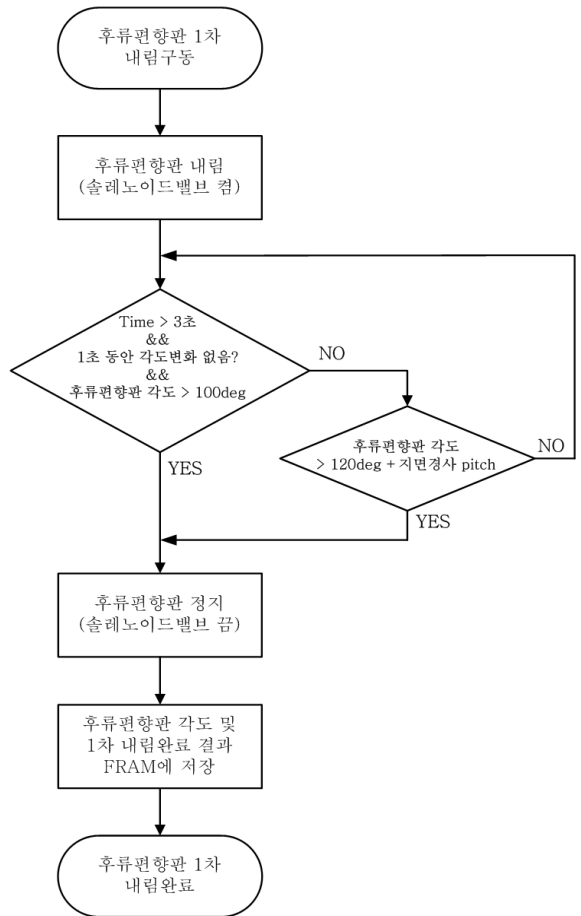 후류편향판 1차
내림구동
후류편향판 내림
(솔레노이드밸브 켬)
Time > 3초
&&
1초 동안 각도변화 없음?
&&
후류편향판 각도 > 100deg
NO
후류편향판 각도
> 120deg + 지면경사 pitch
NO
YES
YES
후류편향판 정지
(솔레노이드밸브 끔)
후류편향판 각도 및
1차 내림완료 결과
FRAM에 저장
후류편향판 1차
내림완료